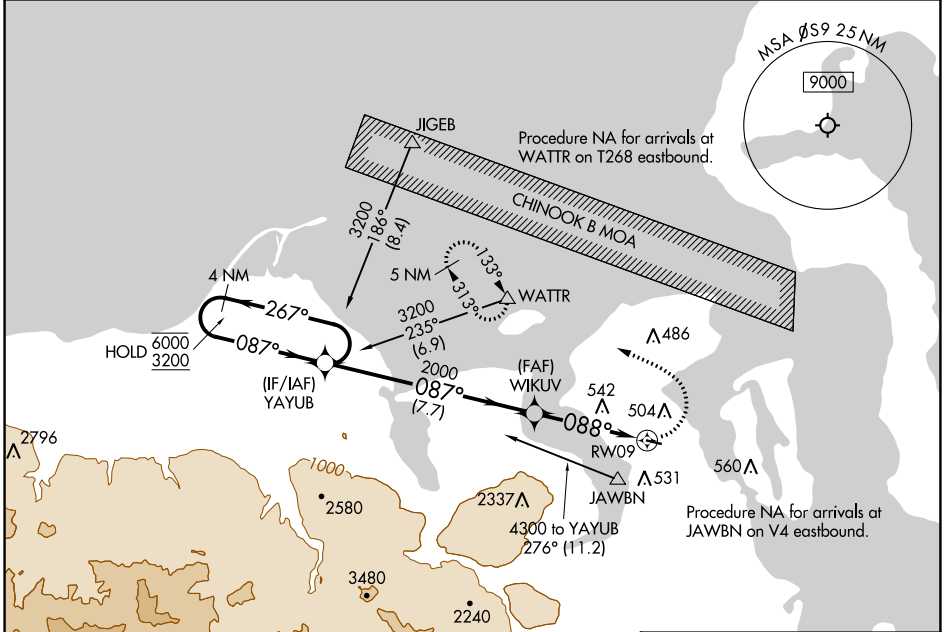 MSA ØS9 25 NM
9000
JIGEB
Procedure NA for arrivals at
WATTR on T268 eastbound.
CHINOOK B MOA
3200
186°
(8.4)
4 NM
5 NM
133°
313°
WATTR
267°
3200
235°
(6.9)
HOLD 6000
3200
087°
(IF/IAF)
YAYUB
2000
087°
(7.7)
(FAF)
WIKUV
486
542
504
088°
RW09
2796
1000
2580
2337
JAWBN
531
560
4300 to YAYUB
276° (11.2)
Procedure NA for arrivals at
JAWBN on V4 eastbound.
3480
2240